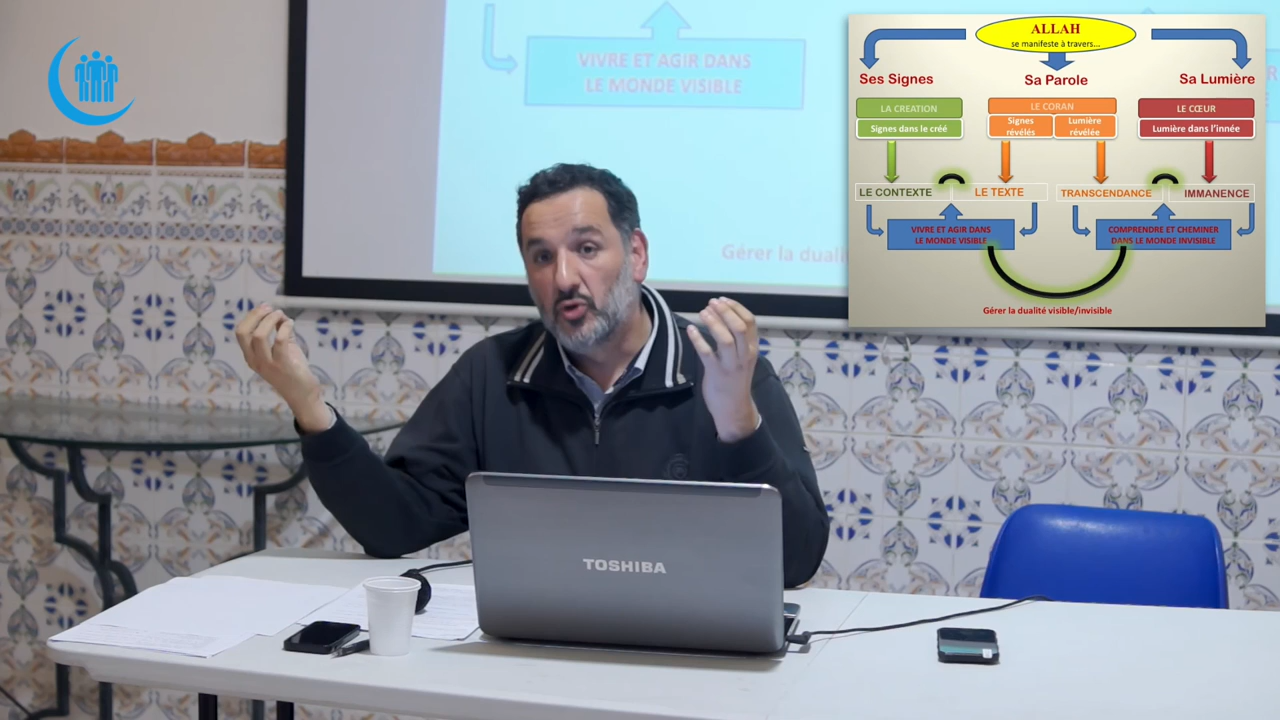 VIVRE ET AGIR DANS
LE MONDE VISIBLE
Gérer la duali
ALLAH
se manifeste à travers...
Ses Signes
Sa Parole
Sa Lumière
LA CREATION
LE CORAN
LE CŒUR
Signes dans le créé
Signes
révélés
Lumière
révélée
Lumière dans l'innée
LE CONTEXTE
LE TEXTE
TRANSCENDANCE
IMMANENCE
VIVRE ET AGIR DANS
LE MONDE VISIBLE
COMPRENDRE ET CHEMINER
DANS LE MONDE INVISIBLE
Gérer la dualité visible/invisible
TOSHIBA